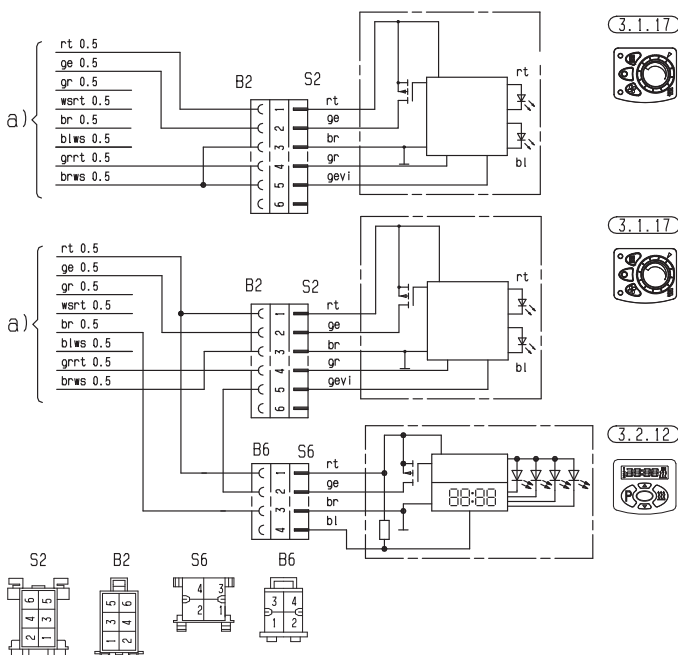 3.1.17
rt 0.5
ge 0.5
gr 0.5
wsrt 0.5
br 0.5
blws 0.5
grrt 0.5
brws 0.5
a)
B2 S2
1
2
3
4
5
6
rt
ge
br
gr
gevi
rt
bl
3.1.17
rt 0.5
ge 0.5
gr 0.5
wsrt 0.5
br 0.5
blws 0.5
grrt 0.5
brws 0.5
a)
B2 S2
1
2
3
4
5
6
rt
ge
br
gr
gevi
rt
bl
3.2.12
B6 S6
1
2
3
4
rt
ge
br
bl
88:88
P
S2 B2 S6 B6
6 5
4 3
2 1
5 6
3 4
1 2
4 3
2 1
3 4
1 2